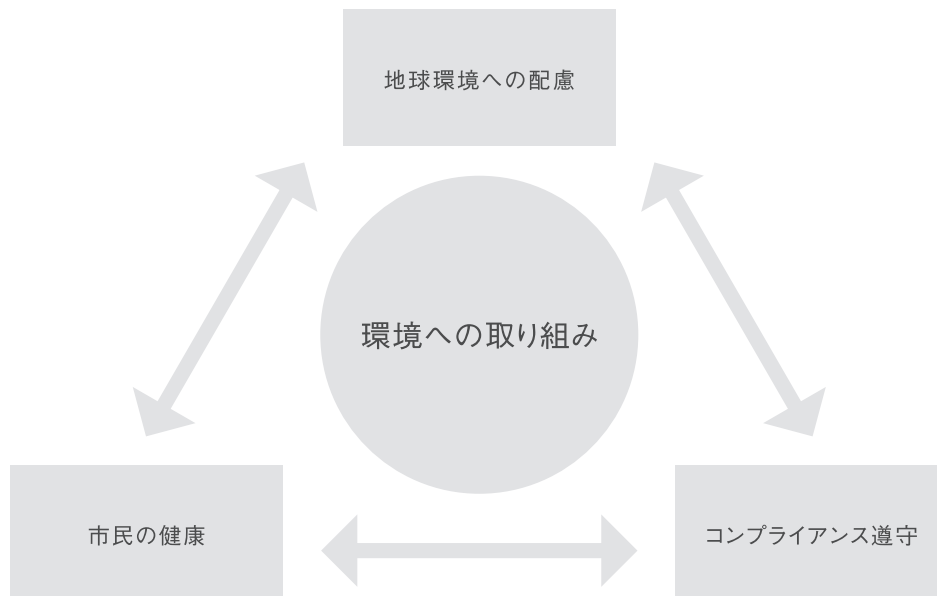 地球環境への配慮
環境への取り組み
市民の健康
コンプライアンス遵守